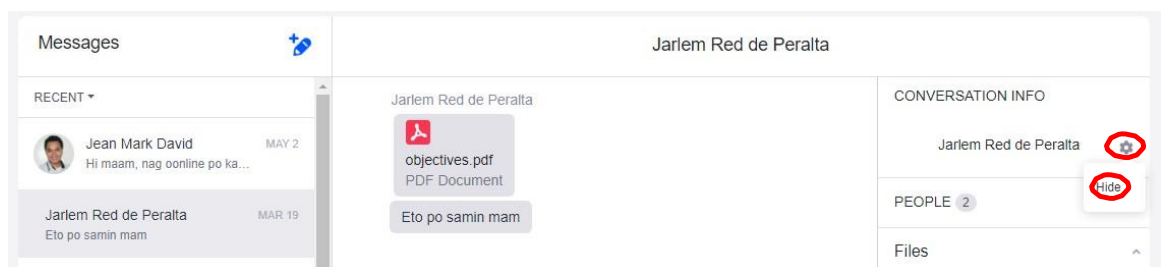 Messages
Jarlem Red de Peralta
RECENT
Jean Mark David MAY 2
Hi maam, nag oonline po ka...
Jarlem Red de Peralta MAR 19
Eto po samin mam
Jarlem Red de Peralta
objectives.pdf
PDF Document
Eto po samin mam
CONVERSATION INFO
Jarlem Red de Peralta
Hide
PEOPLE 2
Files